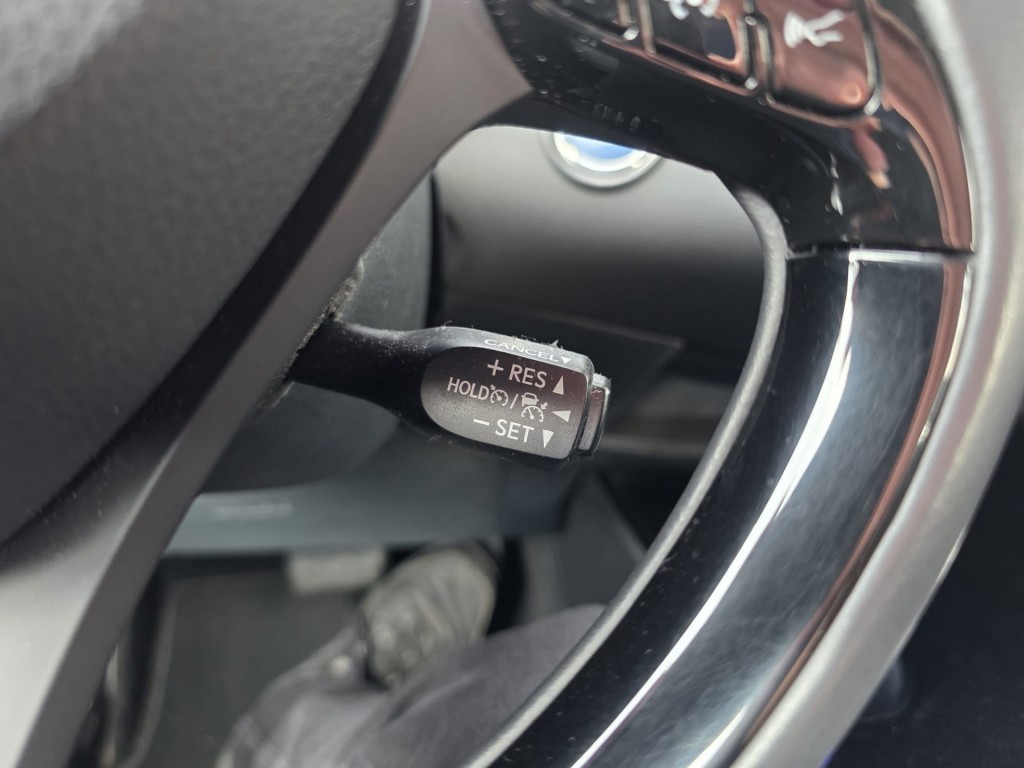 CANCEL▼
+ RES ▲
HOLD / ◄
− SET ▼